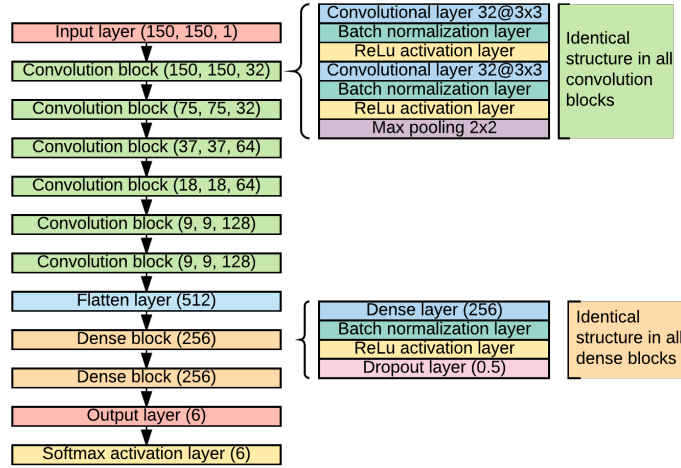 Input layer (150, 150, 1)
Convolution block (150, 150, 32)
Convolution block (75, 75, 32)
Convolution block (37, 37, 64)
Convolution block (18, 18, 64)
Convolution block (9, 9, 128)
Convolution block (9, 9, 128)
Flatten layer (512)
Dense block (256)
Dense block (256)
Output layer (6)
Softmax activation layer (6)
Convolutional layer 32@3x3
Batch normalization layer
ReLu activation layer
Convolutional layer 32@3x3
Batch normalization layer
ReLu activation layer
Max pooling 2x2
Identical
structure in all
convolution
blocks
Dense layer (256)
Batch normalization layer
ReLu activation layer
Dropout layer (0.5)
Identical
structure in all
dense blocks